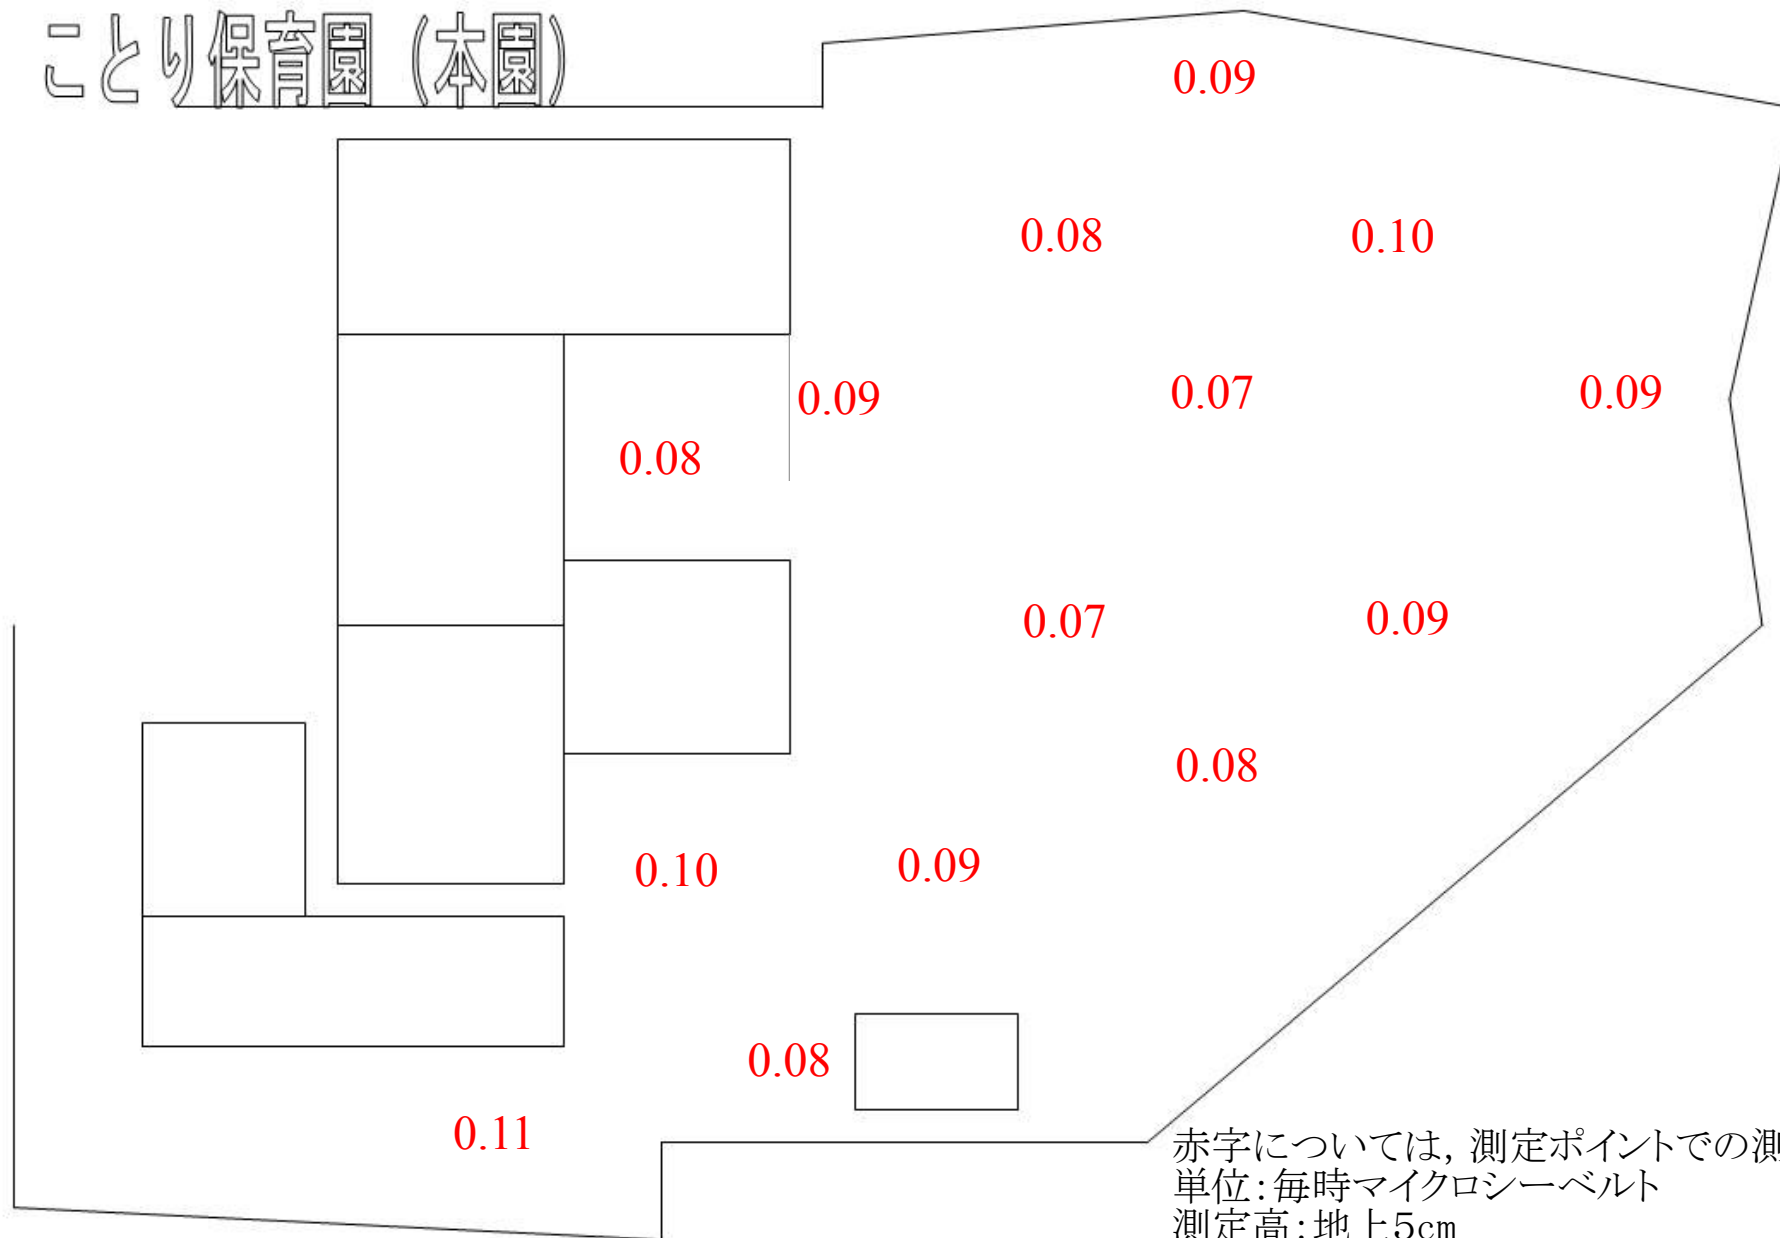 ことり保育園（本園）
0.09
0.08 0.10
0.09 0.07 0.09
0.08
0.07 0.09
0.08
0.10 0.09
0.08
0.11
赤字については，測定ポイントでの測
単位：毎時マイクロシーベルト
測定高：地上5cm